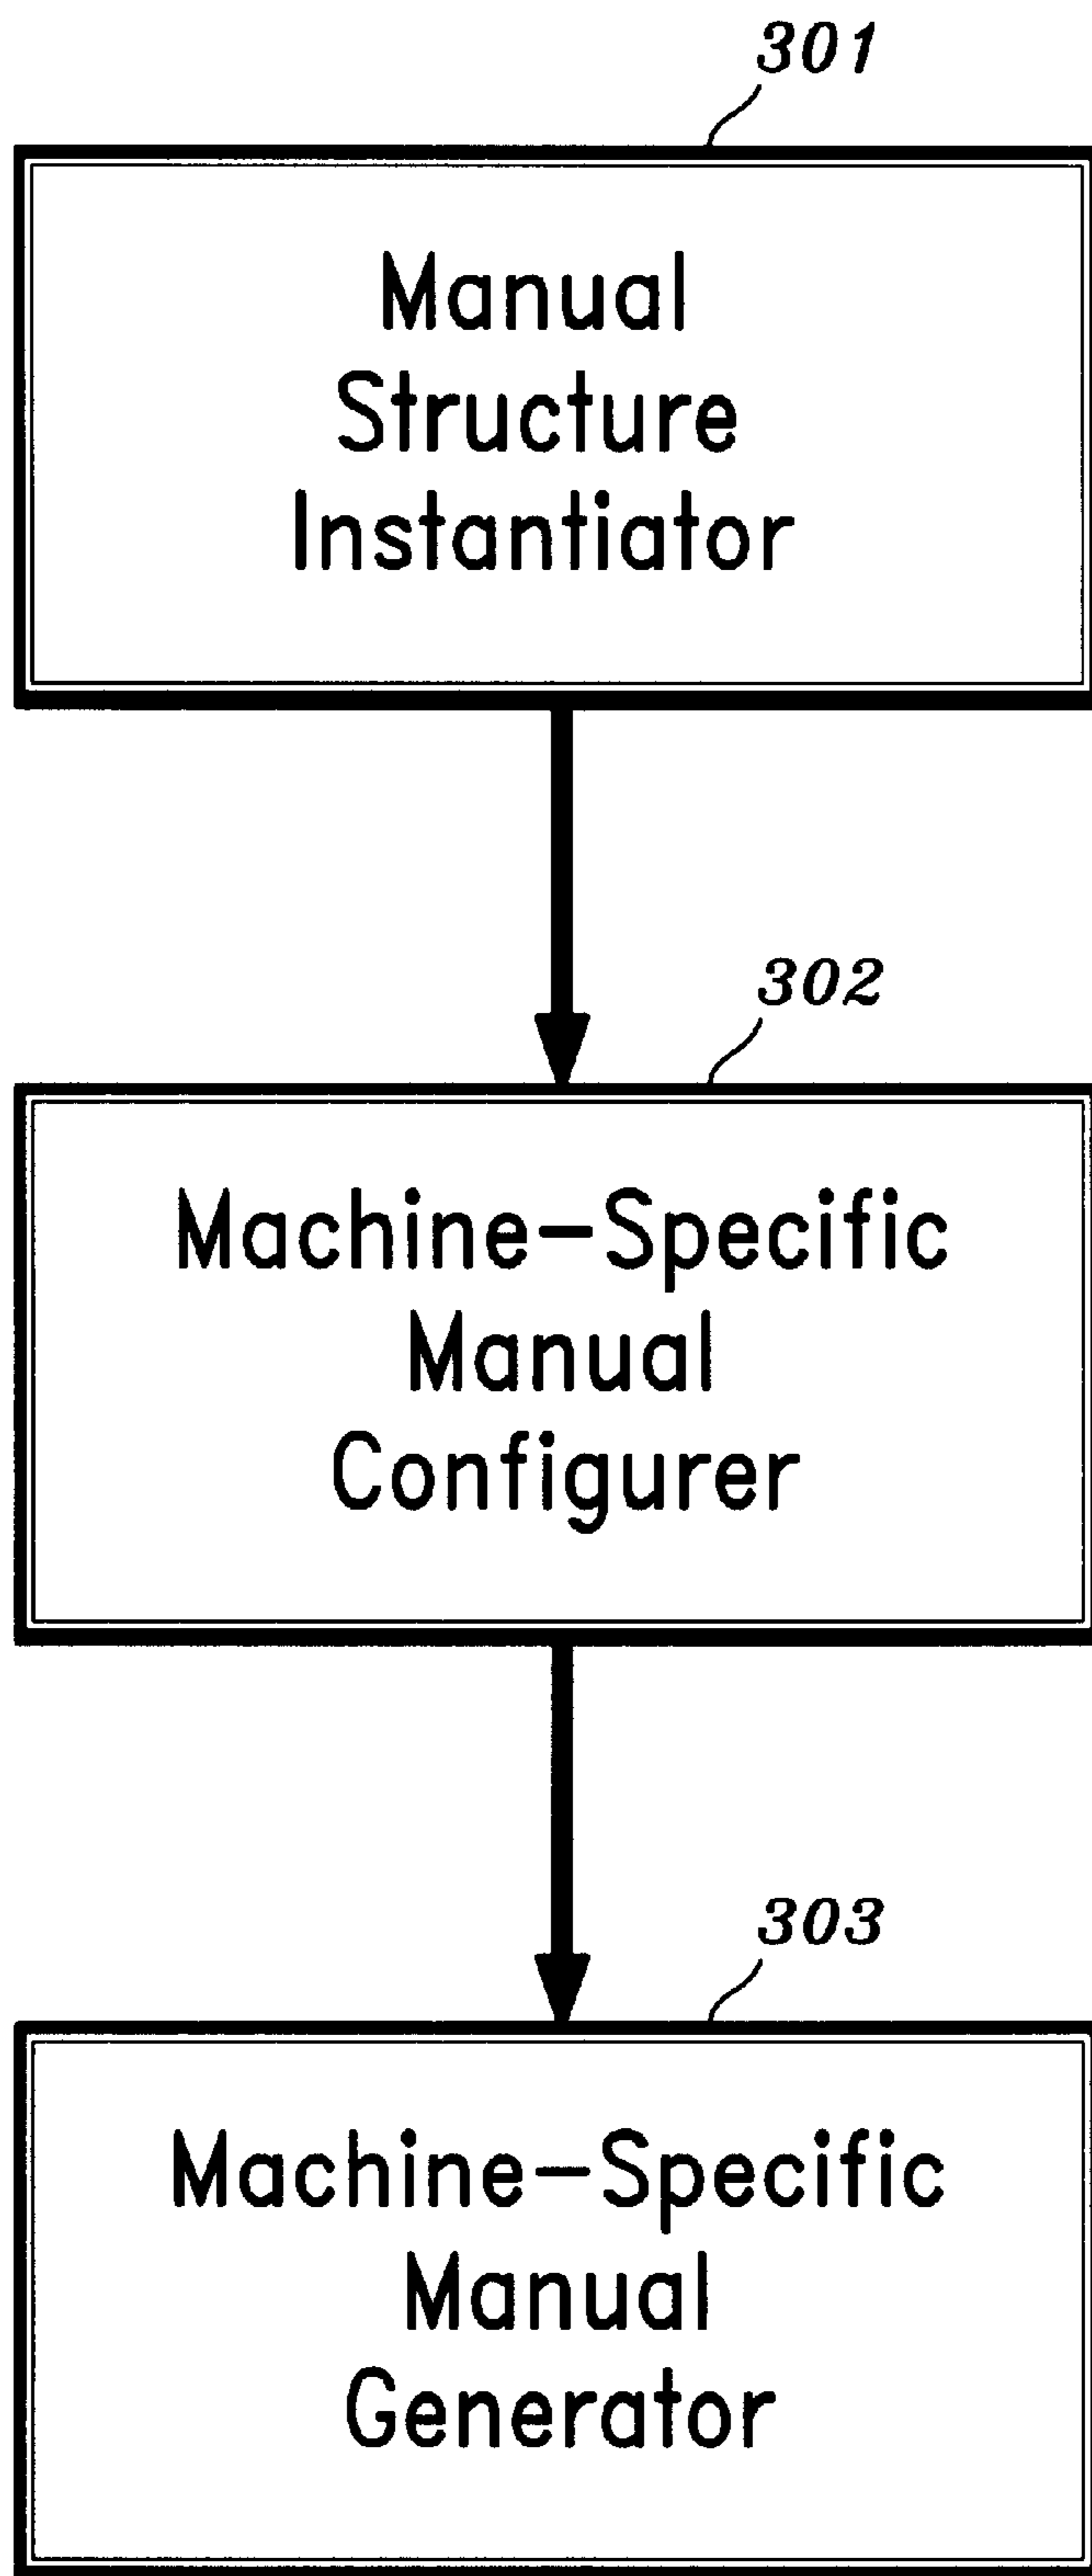 301
Manual
Structure
Instantiator
302
Machine-Specific
Manual
Configurer
303
Machine-Specific
Manual
Generator